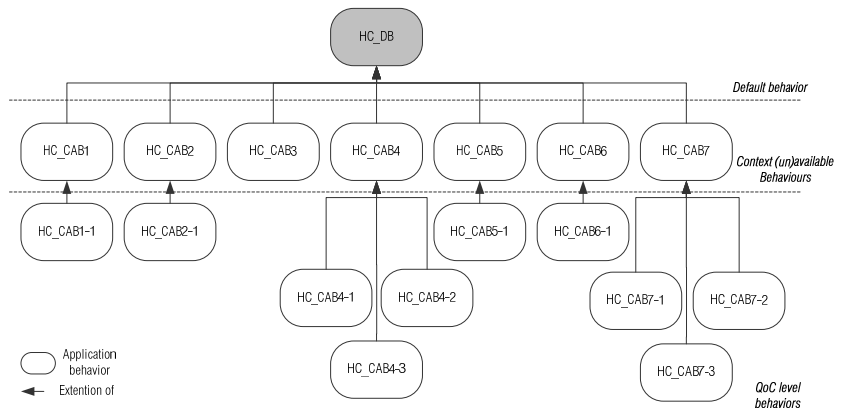 HC_DB
Default behavior
HC_CAB1
HC_CAB2
HC_CAB3
HC_CAB4
HC_CAB5
HC_CAB6
HC_CAB7
Context (un)available
Behaviours
HC_CAB1-1
HC_CAB2-1
HC_CAB5-1
HC_CAB6-1
HC_CAB4-1
HC_CAB4-2
HC_CAB7-1
HC_CAB7-2
HC_CAB4-3
HC_CAB7-3
Application
behavior
Extention of
QoC level
behaviors